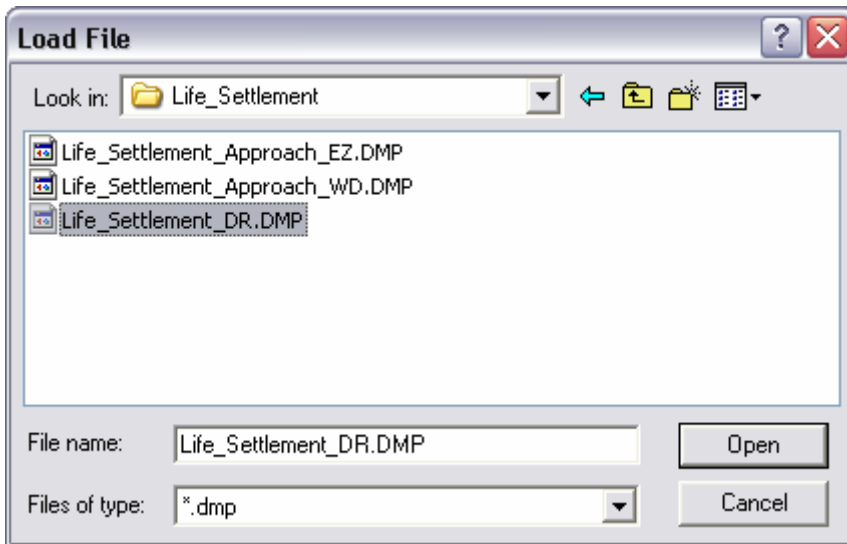 Load File
Look in: Life_Settlement
Life_Settlement_Approach_EZ.DMP
Life_Settlement_Approach_WD.DMP
Life_Settlement_DR.DMP
File name: Life_Settlement_DR.DMP Open
Files of type: *.dmp Cancel